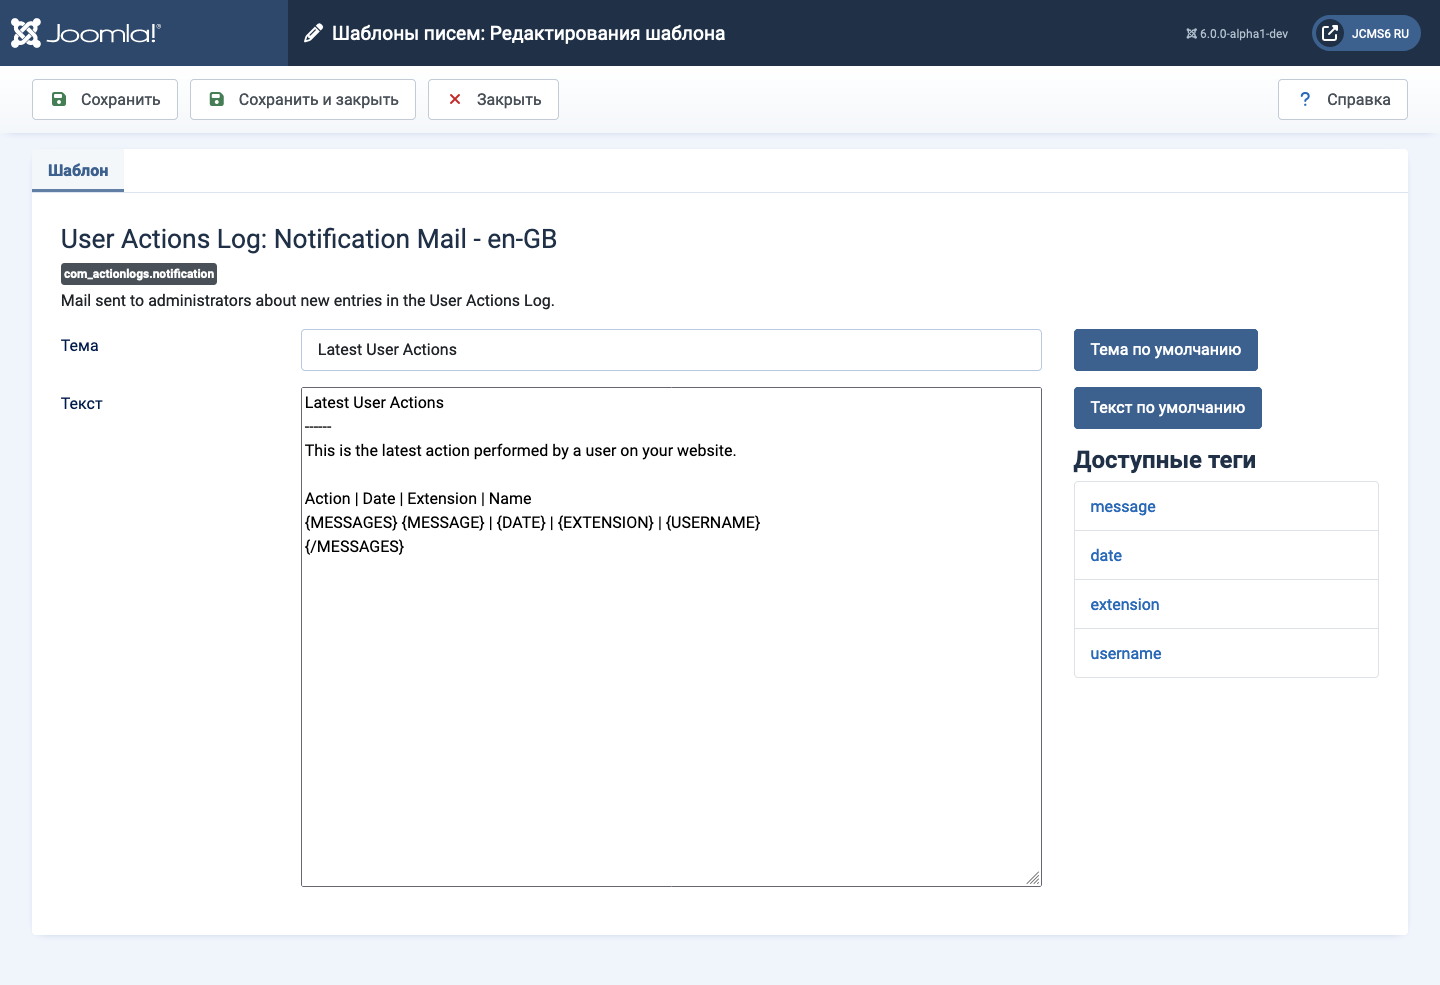 Joomla!®
Шаблоны писем: Редактирования шаблона
6.0.0-alpha1-dev
JCMS6 RU
Сохранить
Сохранить и закрыть
Закрыть
? Справка
Шаблон
User Actions Log: Notification Mail - en-GB
com_actionlogs.notification
Mail sent to administrators about new entries in the User Actions Log.
Тема
Latest User Actions
Тема по умолчанию
Текст
Latest User Actions
------
This is the latest action performed by a user on your website.
Action | Date | Extension | Name
{MESSAGES} {MESSAGE} | {DATE} | {EXTENSION} | {USERNAME}
{/MESSAGES}
Текст по умолчанию
Доступные теги
message
date
extension
username